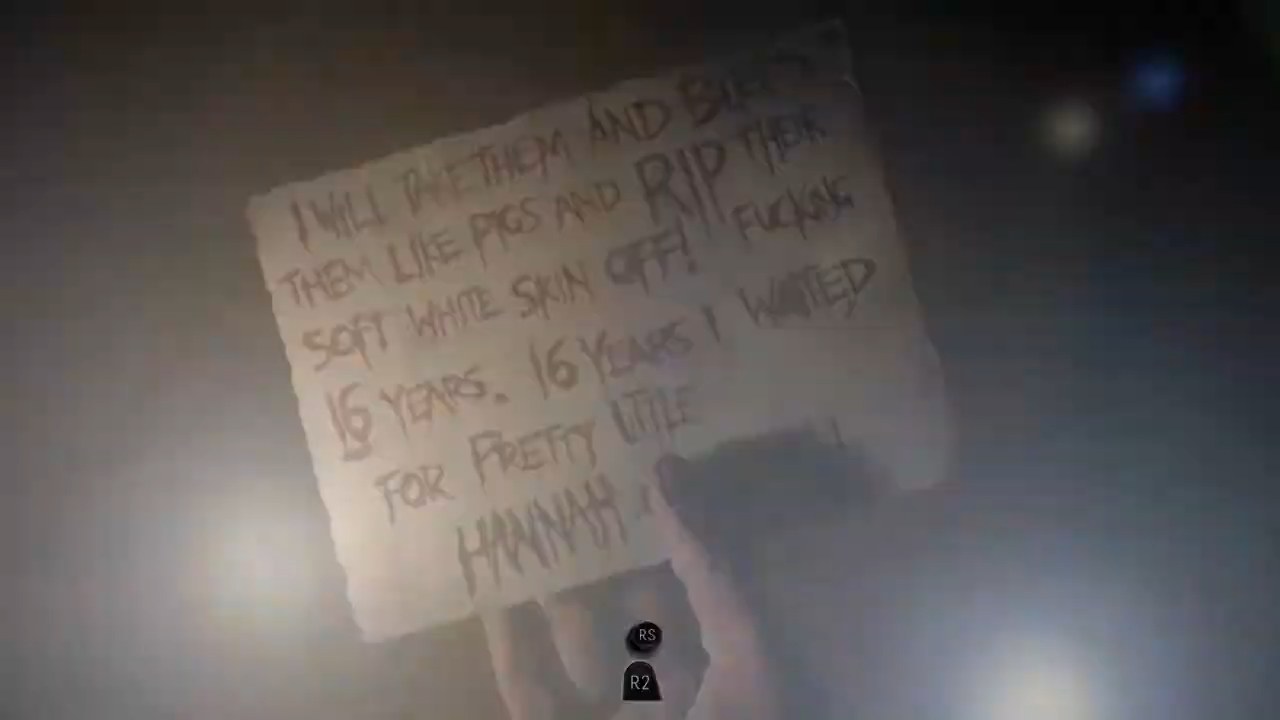 I WILL TAKE THEM AND
THEM LIKE PIGS AND RIP THEIR
SOFT WHITE SKIN OFF! FUCKING
16 YEARS. 16 YEARS I WAITED
FOR PRETTY LITTLE
HANNAH
RS
R2